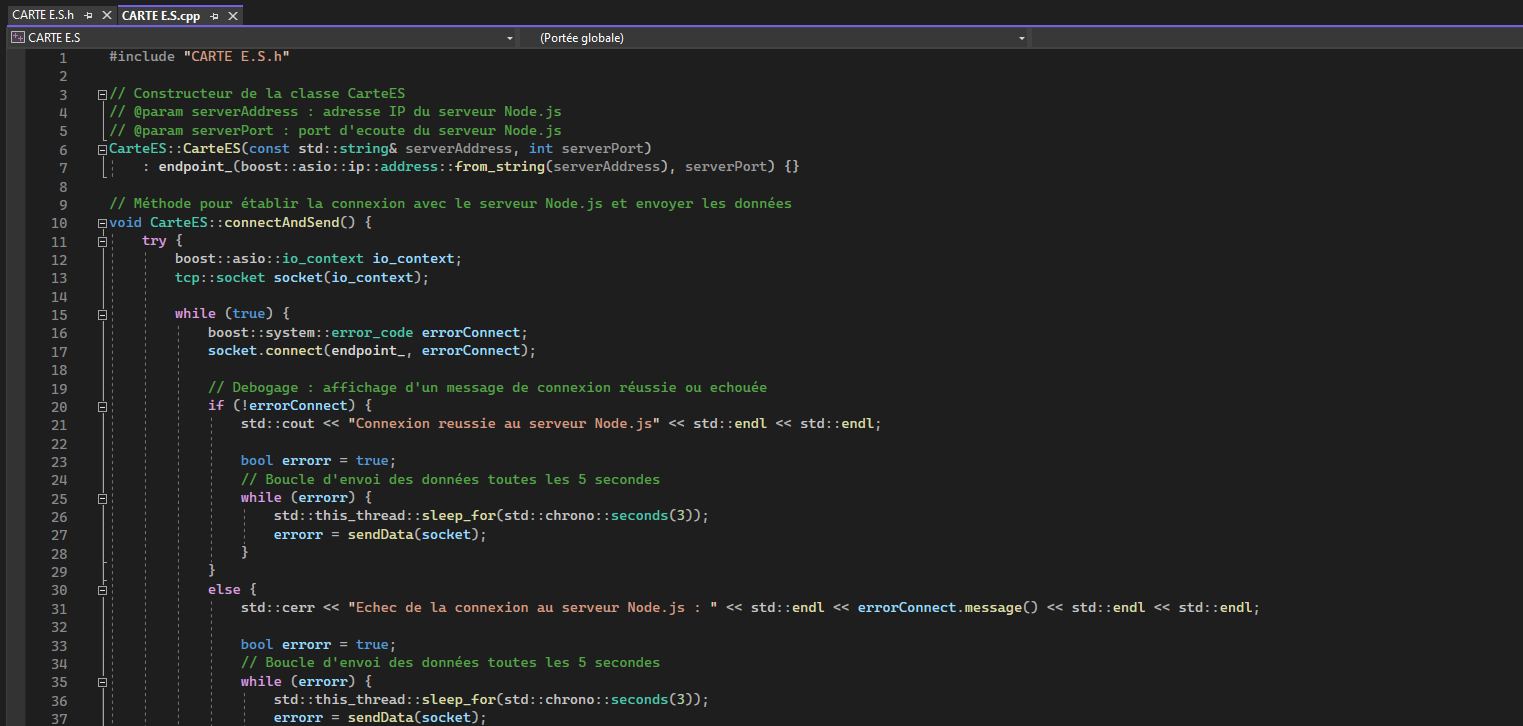 CARTE E.S.h CARTE E.S.cpp
CARTE E.S (Portée globale)
1 #include "CARTE E.S.h"
2
3 // Constructeur de la classe CarteES
4 // @param serverAddress : adresse IP du serveur Node.js
5 // @param serverPort : port d'ecoute du serveur Node.js
6 CarteES::CarteES(const std::string& serverAddress, int serverPort)
7 : endpoint_(boost::asio::ip::address::from_string(serverAddress), serverPort) {}
8
9 // Méthode pour établir la connexion avec le serveur Node.js et envoyer les données
10 void CarteES::connectAndSend() {
11 try {
12 boost::asio::io_context io_context;
13 tcp::socket socket(io_context);
14
15 while (true) {
16 boost::system::error_code errorConnect;
17 socket.connect(endpoint_, errorConnect);
18
19 // Debogage : affichage d'un message de connexion réussie ou echouée
20 if (!errorConnect) {
21 std::cout << "Connexion reussie au serveur Node.js" << std::endl << std::endl;
22
23 bool errorr = true;
24 // Boucle d'envoi des données toutes les 5 secondes
25 while (errorr) {
26 std::this_thread::sleep_for(std::chrono::seconds(3));
27 errorr = sendData(socket);
28 }
29 }
30 else {
31 std::cerr << "Echec de la connexion au serveur Node.js : " << std::endl << errorConnect.message() << std::endl << std::endl;
32
33 bool errorr = true;
34 // Boucle d'envoi des données toutes les 5 secondes
35 while (errorr) {
36 std::this_thread::sleep_for(std::chrono::seconds(3));
37 errorr = sendData(socket);